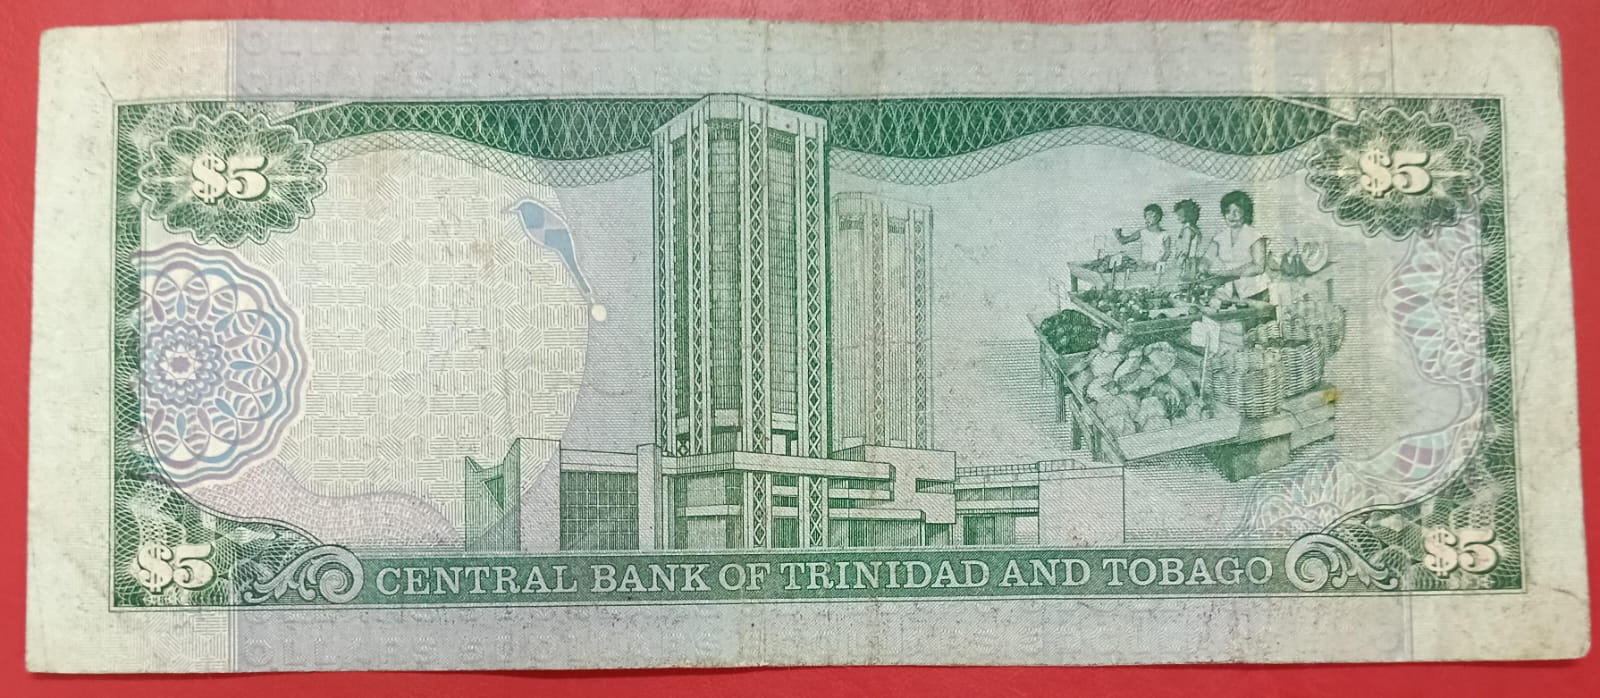 $5 $5
$5 CENTRAL BANK OF TRINIDAD AND TOBAGO $5